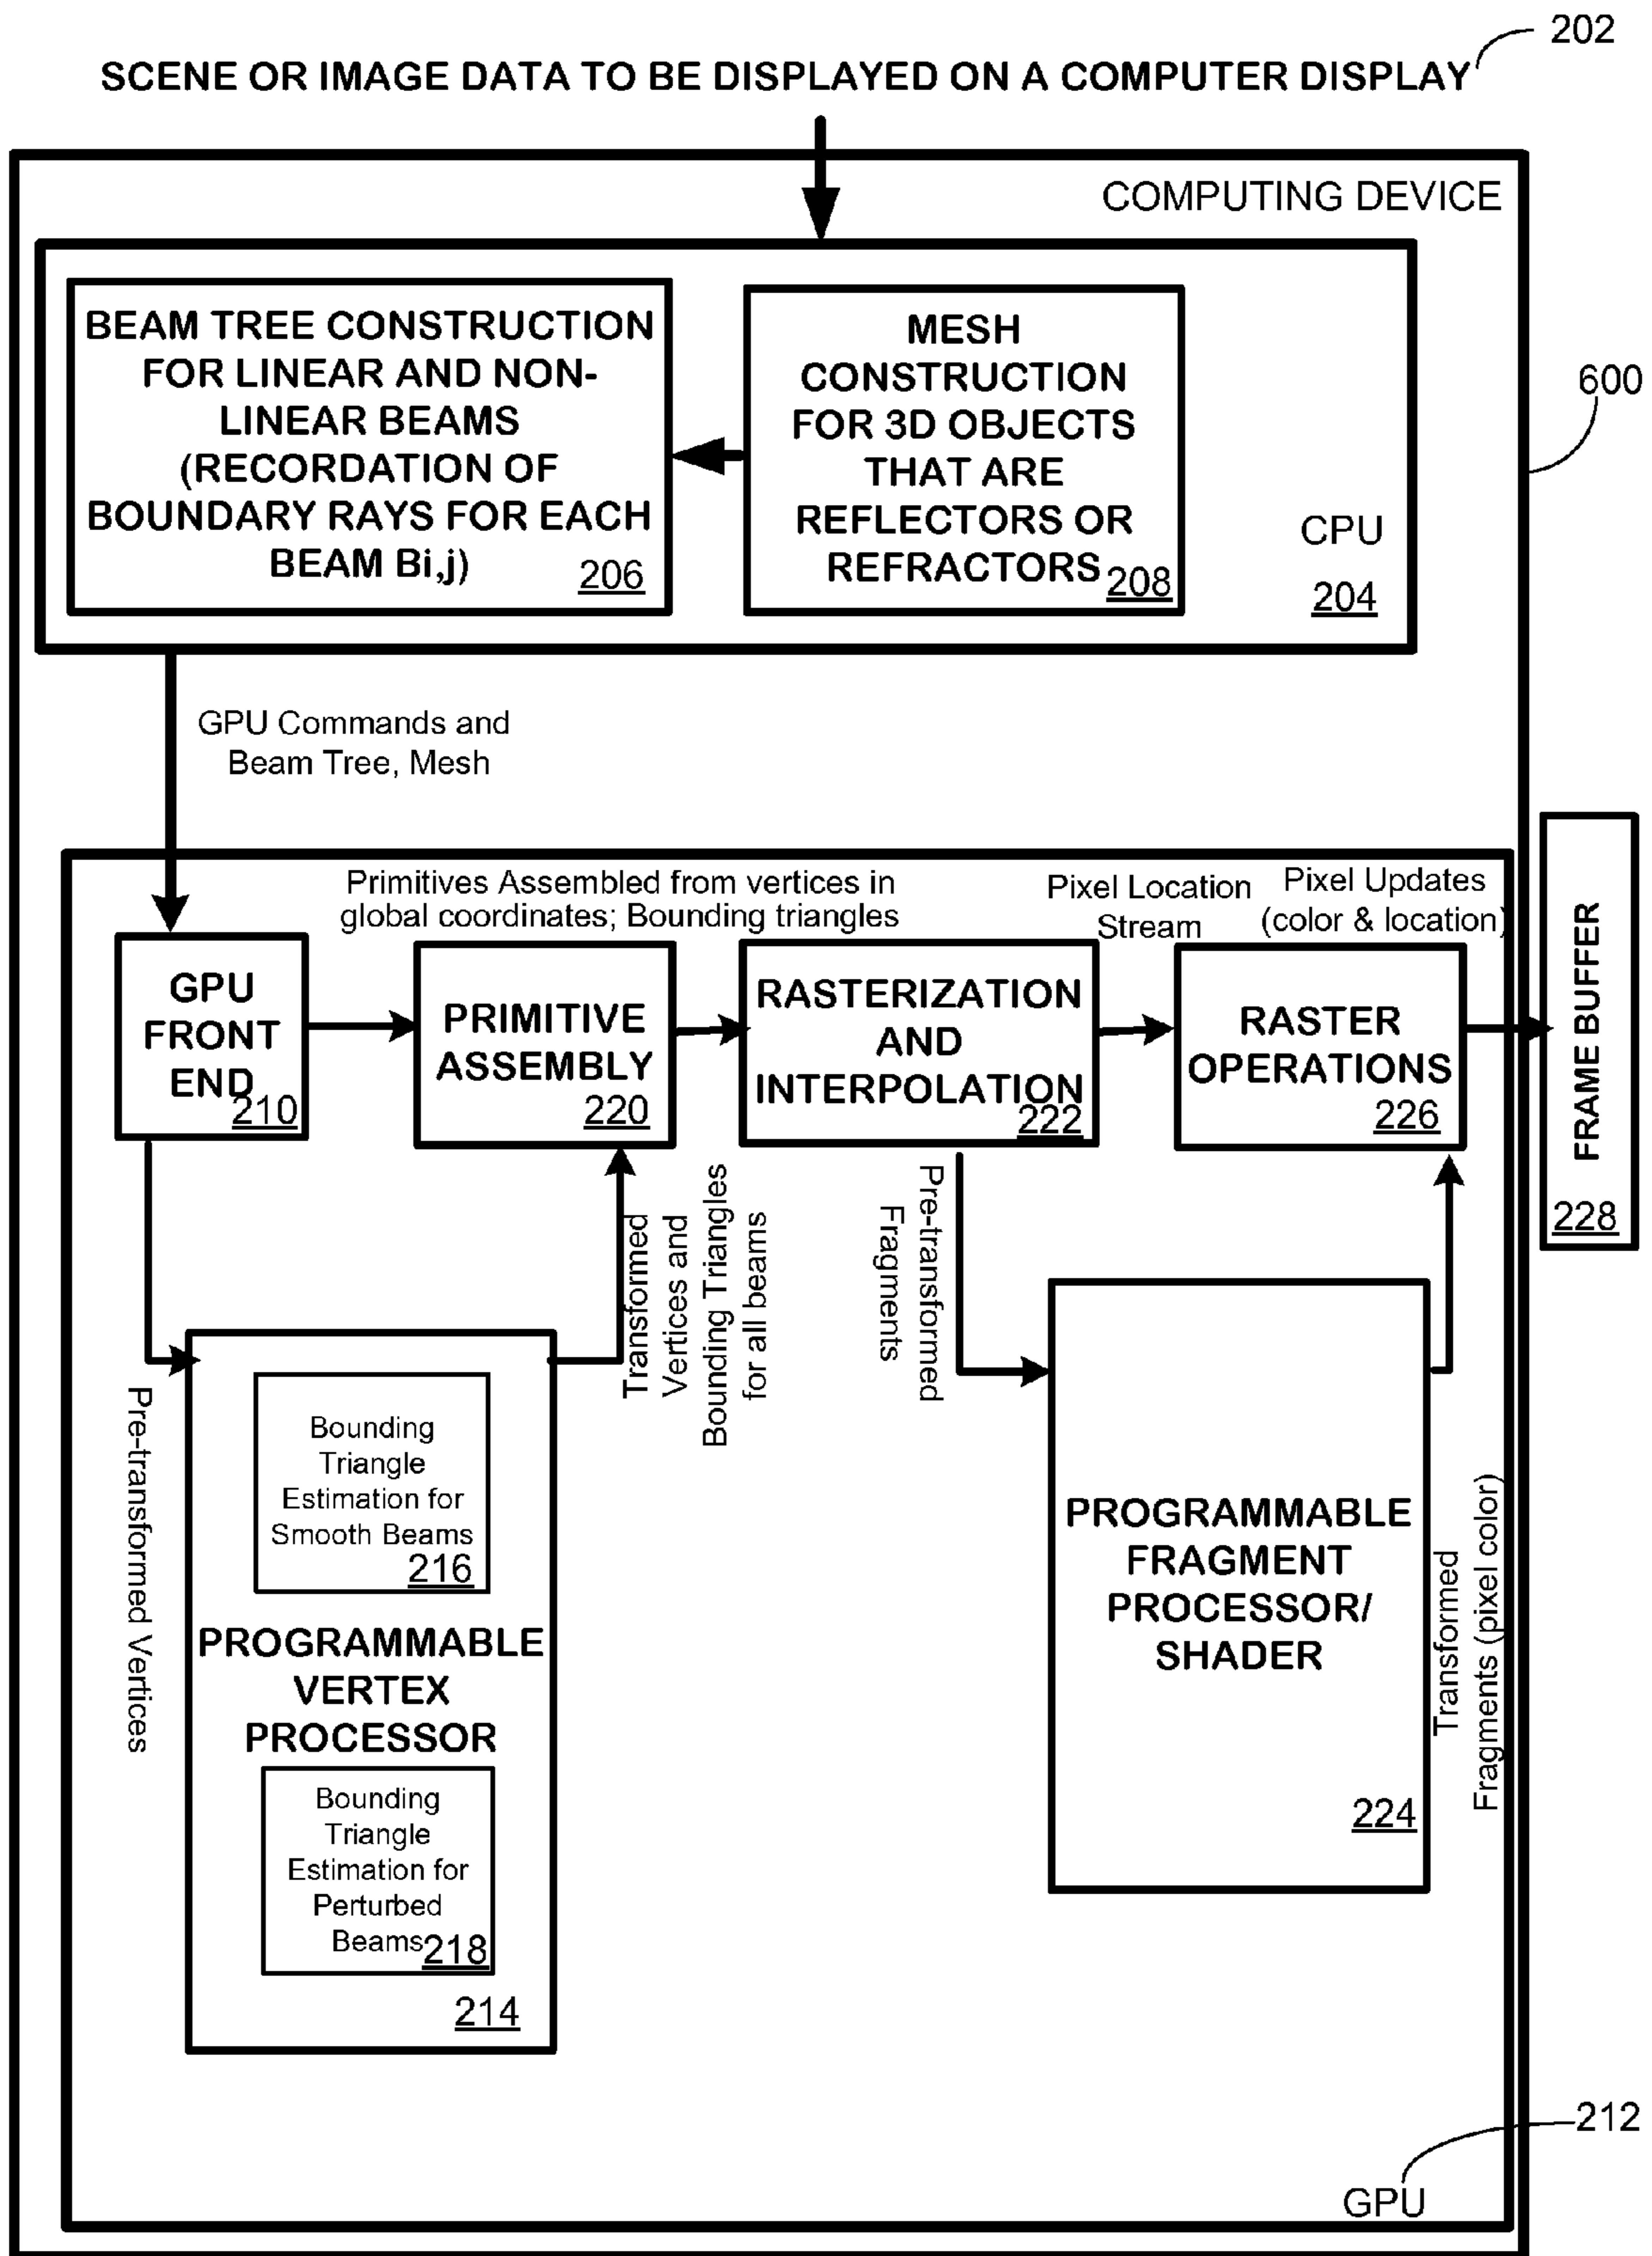 202
SCENE OR IMAGE DATA TO BE DISPLAYED ON A COMPUTER DISPLAY
COMPUTING DEVICE
BEAM TREE CONSTRUCTION
FOR LINEAR AND NON-
LINEAR BEAMS
(RECORDATION OF
BOUNDARY RAYS FOR EACH
BEAM Bi,j)
206
MESH
CONSTRUCTION
FOR 3D OBJECTS
THAT ARE
REFLECTORS OR
REFRACTORS
208
CPU
204
600
GPU Commands and
Beam Tree, Mesh
Primitives Assembled from vertices in
global coordinates; Bounding triangles
Pixel Location
Stream
Pixel Updates
(color & location)
GPU
FRONT
END
210
PRIMITIVE
ASSEMBLY
220
RASTERIZATION
AND
INTERPOLATION
222
RASTER
OPERATIONS
226
FRAME BUFFER
228
Pre-transformed Vertices
Transformed
Vertices and
Bounding Triangles
for all beams
Pre-transformed
Fragments
Bounding
Triangle
Estimation for
Smooth Beams
216
PROGRAMMABLE
VERTEX
PROCESSOR
Bounding
Triangle
Estimation for
Perturbed
Beams
218
214
PROGRAMMABLE
FRAGMENT
PROCESSOR/
SHADER
224
Transformed
Fragments (pixel color)
212
GPU